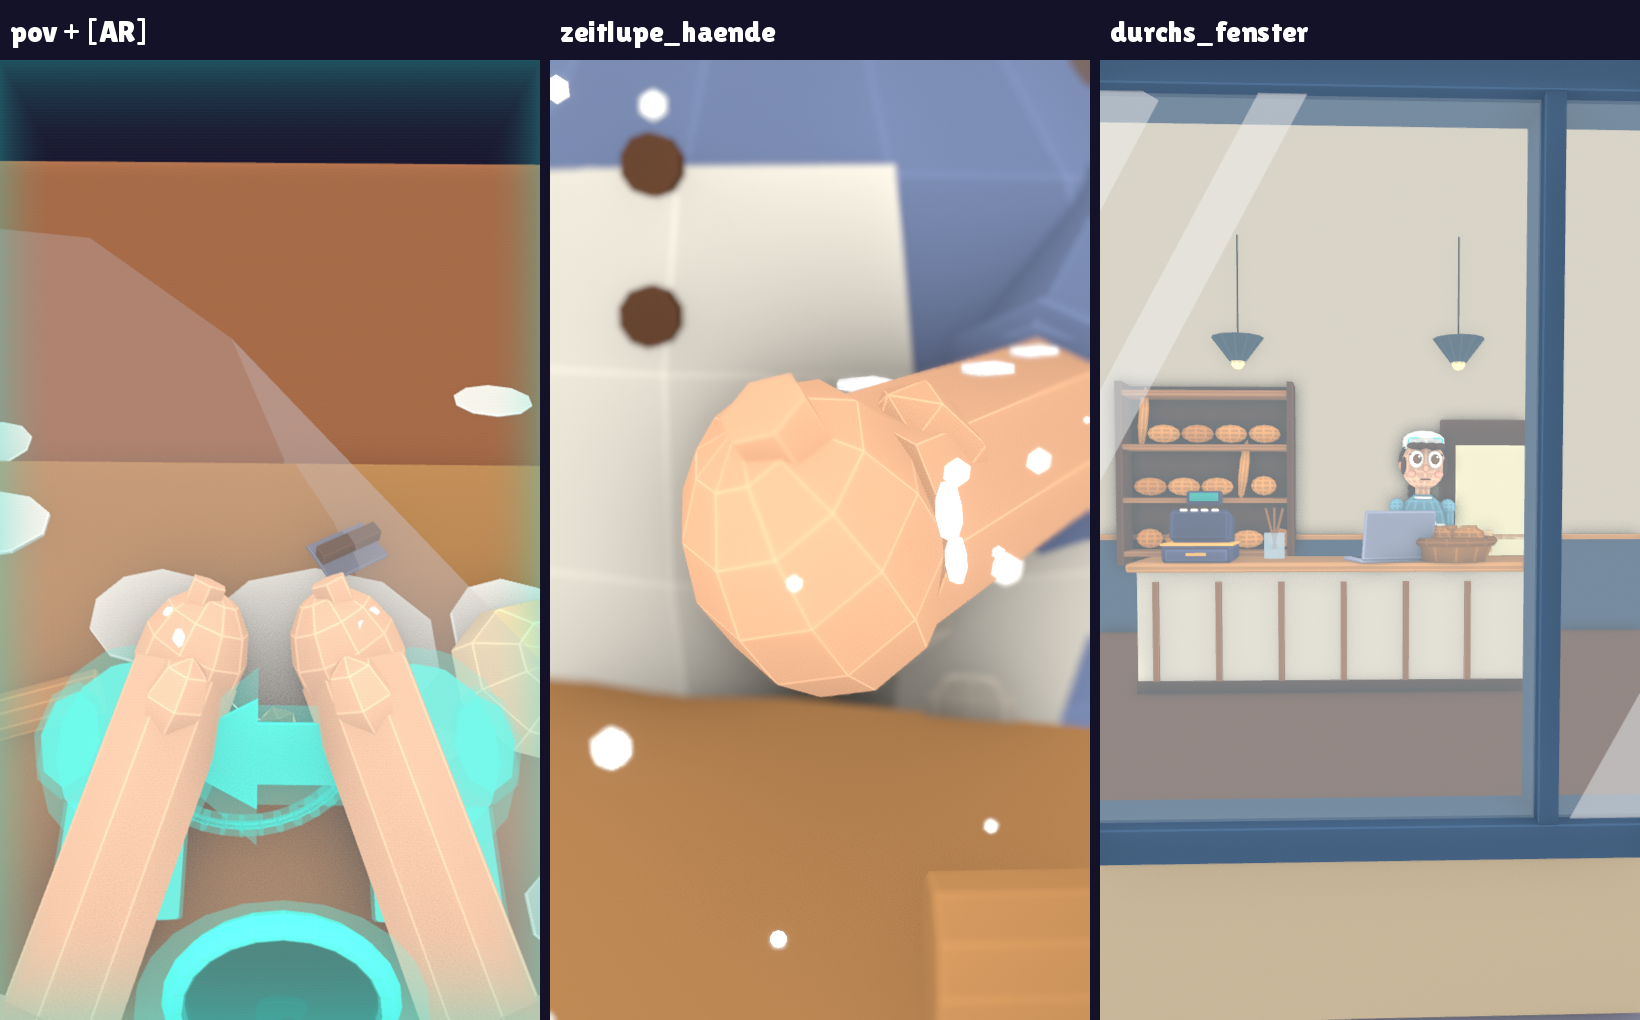 pov + [AR]
zeitlupe_haende
durchs_fenster